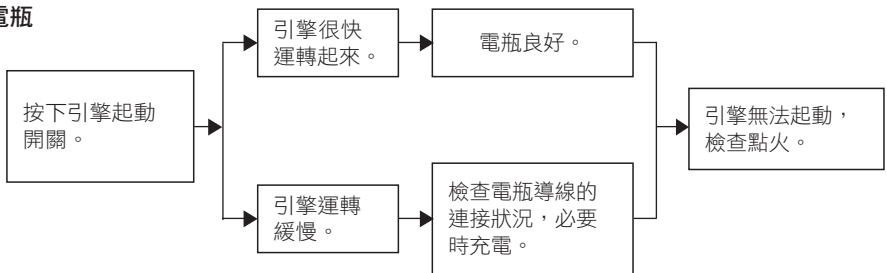 電瓶
按下引擎起動
開關。
引擎很快
運轉起來。
電瓶良好。
引擎運轉
緩慢。
檢查電瓶導線的
連接狀況，必要
時充電。
引擎無法起動，
檢查點火。